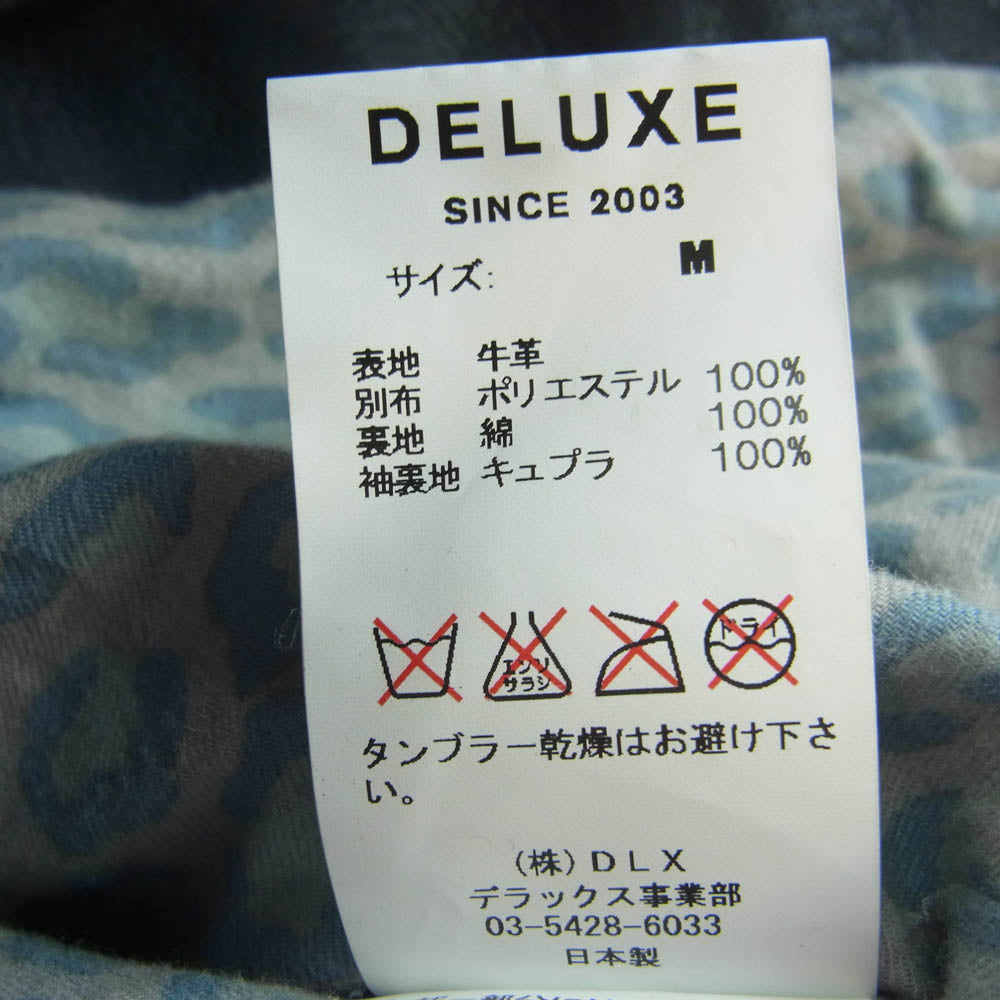 DELUXE
SINCE 2003
サイズ: M
表地 牛革
別布 ポリエステル 100%
裏地 綿 100%
袖裏地 キュプラ 100%
エンソ
サラシ
ドライ
タンブラー乾燥はお避け下さ
い。
(株)DLX
デラックス事業部
03-5428-6033
日本製